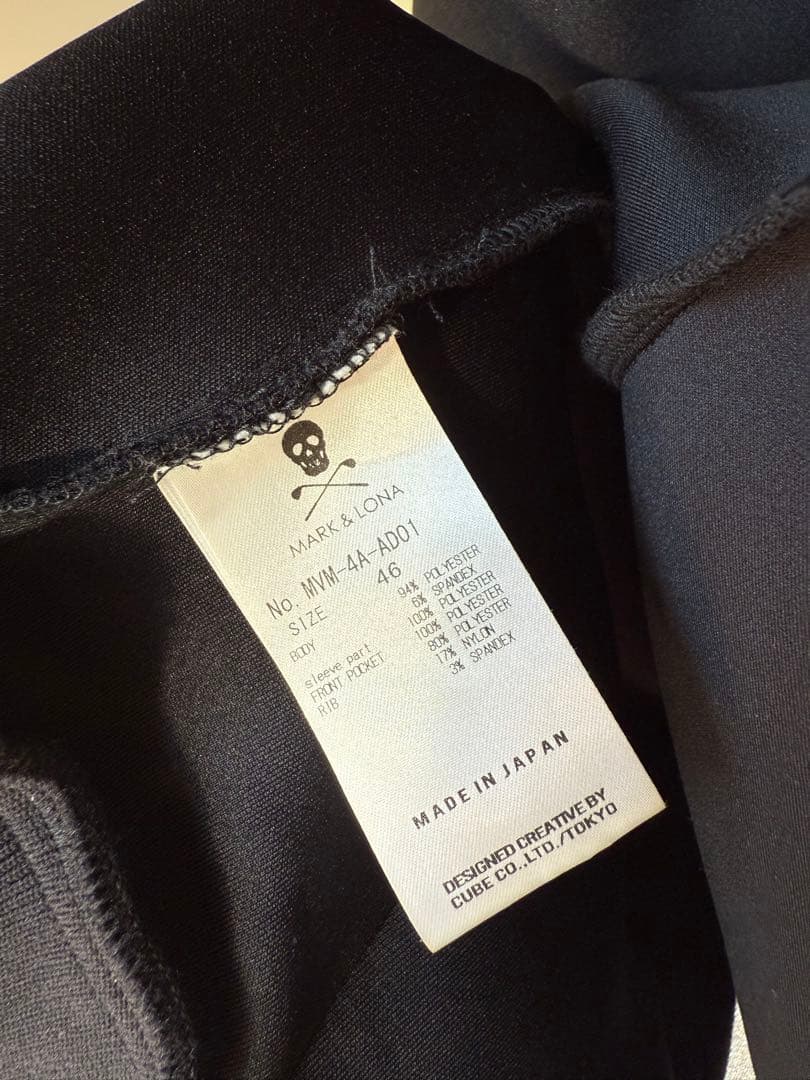 MARK & LONA
No. MVM-4A-AD01
SIZE 46
BODY 94% POLYESTER
6% SPANDEX
sleeve part 100% POLYESTER
FRONT POCKET 100% POLYESTER
RIB 80% POLYESTER
17% NYLON
3% SPANDEX
MADE IN JAPAN
DESIGNED CREATIVE BY
CUBE CO.,LTD./TOKYO